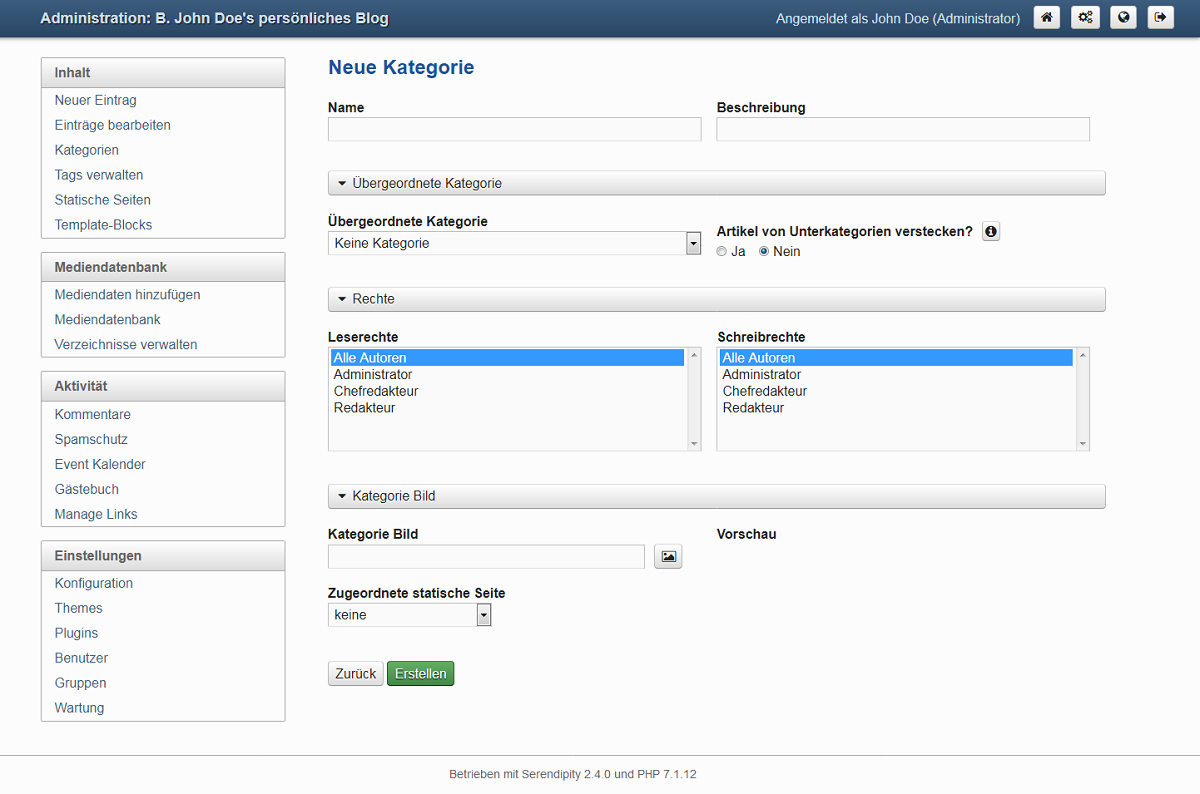 Administration: B. John Doe's persönliches Blog
Angemeldet als John Doe (Administrator)
Inhalt
Neuer Eintrag
Einträge bearbeiten
Kategorien
Tags verwalten
Statische Seiten
Template-Blocks
Mediendatenbank
Mediendaten hinzufügen
Mediendatenbank
Verzeichnisse verwalten
Aktivität
Kommentare
Spamschutz
Event Kalender
Gästebuch
Manage Links
Einstellungen
Konfiguration
Themes
Plugins
Benutzer
Gruppen
Wartung
Neue Kategorie
Name
Beschreibung
Übergeordnete Kategorie
Übergeordnete Kategorie
Keine Kategorie
Artikel von Unterkategorien verstecken?
Ja Nein
Rechte
Leserechte
Alle Autoren
Administrator
Chefredakteur
Redakteur
Schreibrechte
Alle Autoren
Administrator
Chefredakteur
Redakteur
Kategorie Bild
Kategorie Bild
Vorschau
Zugeordnete statische Seite
keine
Zurück Erstellen
Betrieben mit Serendipity 2.4.0 und PHP 7.1.12